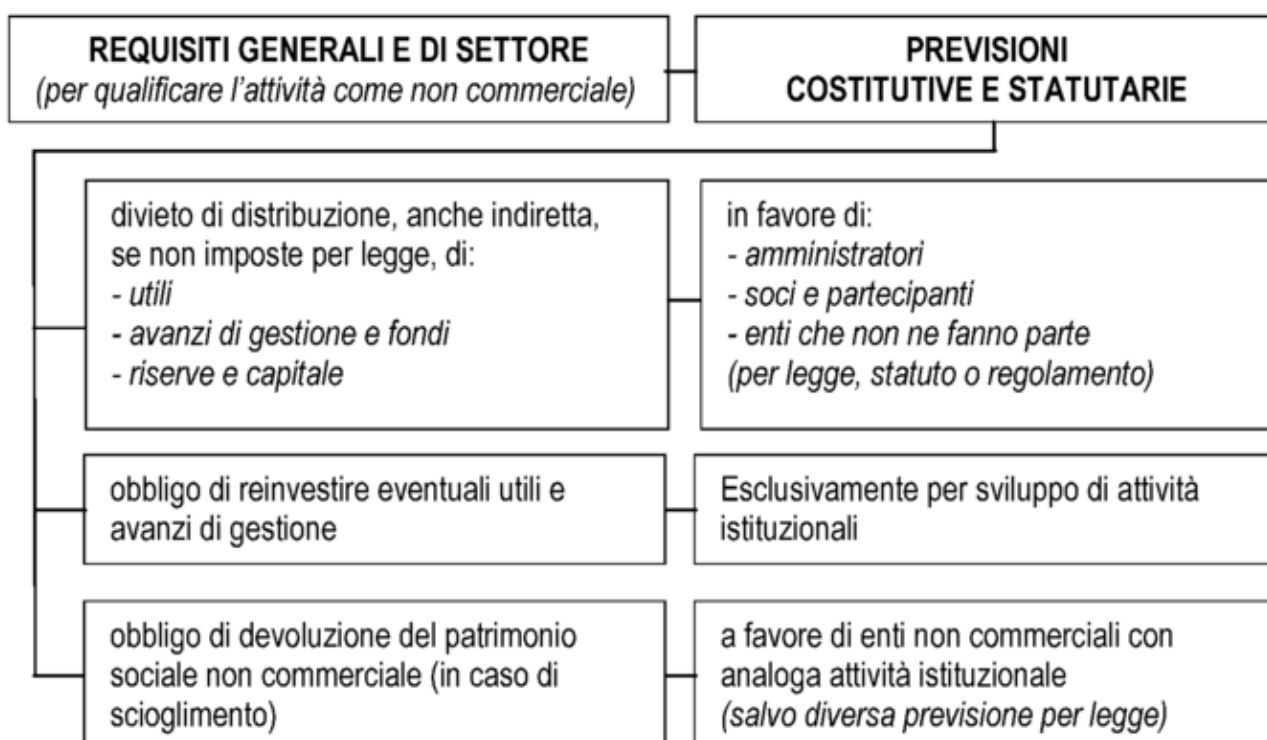 REQUISITI GENERALI E DI SETTORE
(per qualificare l'attività come non commerciale)
PREVISIONI
COSTITUTIVE E STATUTARIE
divieto di distribuzione, anche indiretta,
se non imposte per legge, di:
- utili
- avanzi di gestione e fondi
- riserve e capitale
in favore di:
- amministratori
- soci e partecipanti
- enti che non ne fanno parte
(per legge, statuto o regolamento)
obbligo di reinvestire eventuali utili e
avanzi di gestione
Esclusivamente per sviluppo di attività
istituzionali
obbligo di devoluzione del patrimonio
sociale non commerciale (in caso di
scioglimento)
a favore di enti non commerciali con
analoga attività istituzionale
(salvo diversa previsione per legge)